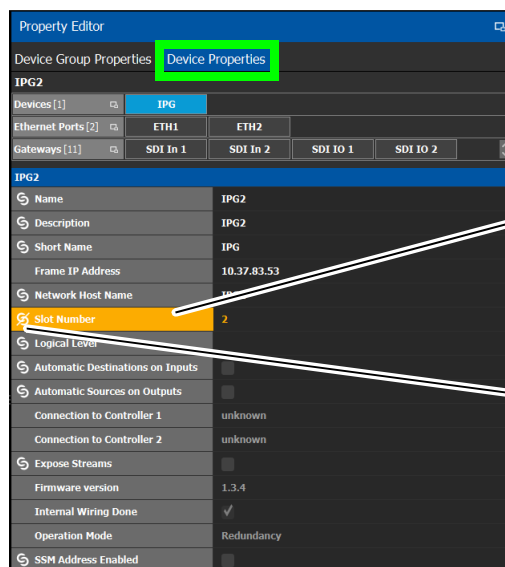 Property Editor
Device Group Properties Device Properties
IPG2
Devices [1] IPG
Ethernet Ports [2] ETH1 ETH2
Gateways [11] SDI In 1 SDI In 2 SDI IO 1 SDI IO 2
IPG2
Name IPG2
Description IPG2
Short Name IPG
Frame IP Address 10.37.83.53
Network Host Name
Slot Number 2
Logical Level
Automatic Destinations on Inputs
Automatic Sources on Outputs
Connection to Controller 1 unknown
Connection to Controller 2 unknown
Expose Streams
Firmware version 1.3.4
Internal Wiring Done
Operation Mode Redundancy
SSM Address Enabled